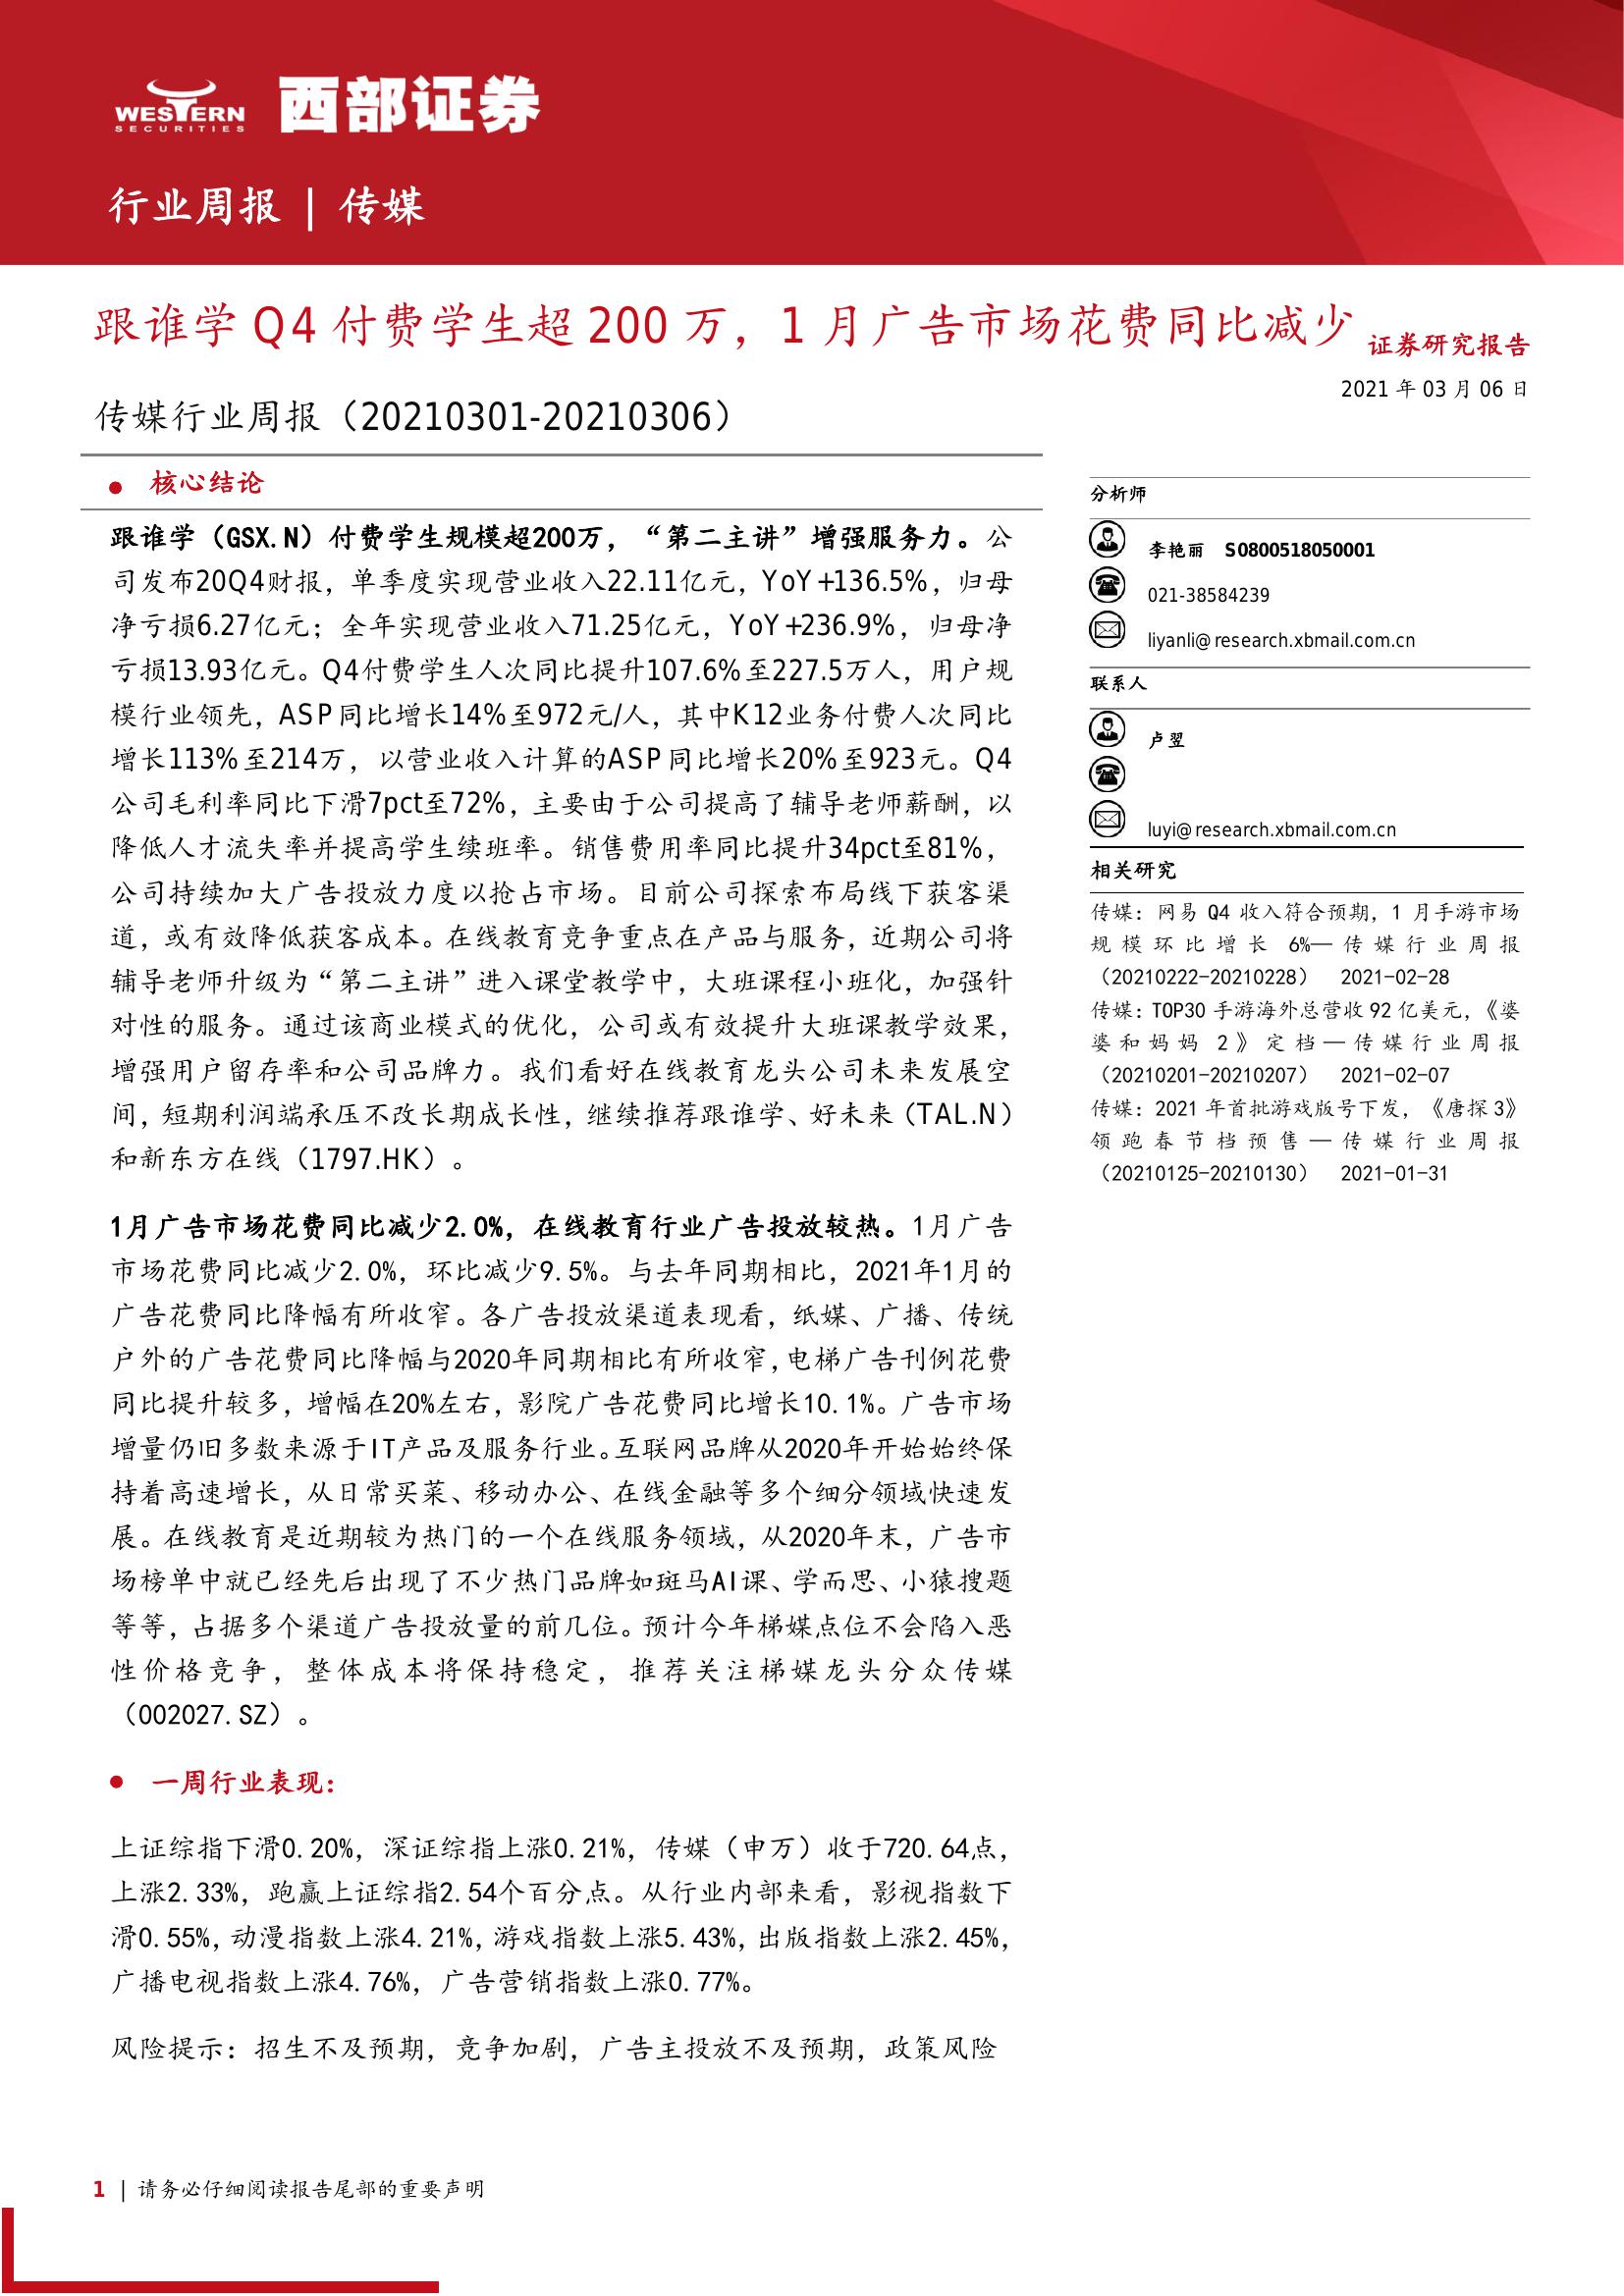 WESTERN
SECURITIES
西部证券
行业周报 | 传媒
跟谁学 Q4 付费学生超 200 万，1 月广告市场花费同比减少
证券研究报告
2021 年 03 月 06 日
传媒行业周报（20210301-20210306）
● 核心结论
跟谁学（GSX.N）付费学生规模超200万，“第二主讲”增强服务力。公
司发布20Q4财报，单季度实现营业收入22.11亿元，YoY+136.5%，归母
净亏损6.27亿元；全年实现营业收入71.25亿元，YoY+236.9%，归母净
亏损13.93亿元。Q4付费学生人次同比提升107.6%至227.5万人，用户规
模行业领先，ASP同比增长14%至972元/人，其中K12业务付费人次同比
增长113%至214万，以营业收入计算的ASP同比增长20%至923元。Q4
公司毛利率同比下滑7pct至72%，主要由于公司提高了辅导老师薪酬，以
降低人才流失率并提高学生续班率。销售费用率同比提升34pct至81%，
公司持续加大广告投放力度以抢占市场。目前公司探索布局线下获客渠
道，或有效降低获客成本。在线教育竞争重点在产品与服务，近期公司将
辅导老师升级为“第二主讲”进入课堂教学中，大班课程小班化，加强针
对性的服务。通过该商业模式的优化，公司或有效提升大班课教学效果，
增强用户留存率和公司品牌力。我们看好在线教育龙头公司未来发展空
间，短期利润端承压不改长期成长性，继续推荐跟谁学、好未来（TAL.N）
和新东方在线（1797.HK）。
1月广告市场花费同比减少2.0%，在线教育行业广告投放较热。1月广告
市场花费同比减少2.0%，环比减少9.5%。与去年同期相比，2021年1月的
广告花费同比降幅有所收窄。各广告投放渠道表现看，纸媒、广播、传统
户外的广告花费同比降幅与2020年同期相比有所收窄，电梯广告刊例花费
同比提升较多，增幅在20%左右，影院广告花费同比增长10.1%。广告市场
增量仍旧多数来源于IT产品及服务行业。互联网品牌从2020年开始始终保
持着高速增长，从日常买菜、移动办公、在线金融等多个细分领域快速发
展。在线教育是近期较为热门的一个在线服务领域，从2020年末，广告市
场榜单中就已经先后出现了不少热门品牌如斑马AI课、学而思、小猿搜题
等等，占据多个渠道广告投放量的前几位。预计今年梯媒点位不会陷入恶
性价格竞争，整体成本将保持稳定，推荐关注梯媒龙头分众传媒
（002027.SZ）。
● 一周行业表现：
上证综指下滑0.20%，深证综指上涨0.21%，传媒（申万）收于720.64点，
上涨2.33%，跑赢上证综指2.54个百分点。从行业内部来看，影视指数下
滑0.55%，动漫指数上涨4.21%，游戏指数上涨5.43%，出版指数上涨2.45%，
广播电视指数上涨4.76%，广告营销指数上涨0.77%。
风险提示：招生不及预期，竞争加剧，广告主投放不及预期，政策风险
分析师
李艳丽 S0800518050001
021-38584239
liyanli@research.xbmail.com.cn
联系人
卢翌
luyi@research.xbmail.com.cn
相关研究
传媒：网易 Q4 收入符合预期，1 月手游市场
规模环比增长 6%—传媒行业周报
（20210222-20210228） 2021-02-28
传媒：TOP30 手游海外总营收 92 亿美元，《婆
婆和妈妈 2》定档—传媒行业周报
（20210201-20210207） 2021-02-07
传媒：2021 年首批游戏版号下发，《唐探 3》
领跑春节档预售—传媒行业周报
（20210125-20210130） 2021-01-31
1 | 请务必仔细阅读报告尾部的重要声明